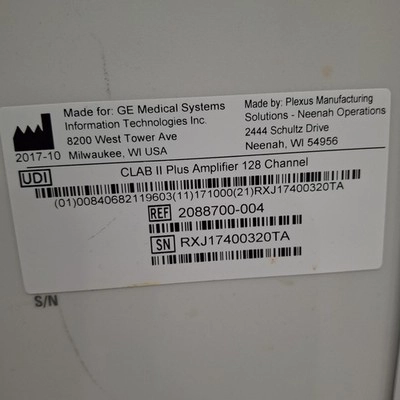 Made for: GE Medical Systems
Information Technologies Inc.
8200 West Tower Ave
Milwaukee, WI USA
2017-10
Made by: Plexus Manufacturing
Solutions - Neenah Operations
2444 Schultz Drive
Neenah, WI 54956
UDI
CLAB II Plus Amplifier 128 Channel
(01)00840682119603(11)171000(21)RXJ17400320TA
REF 2088700-004
SN RXJ17400320TA
S/N